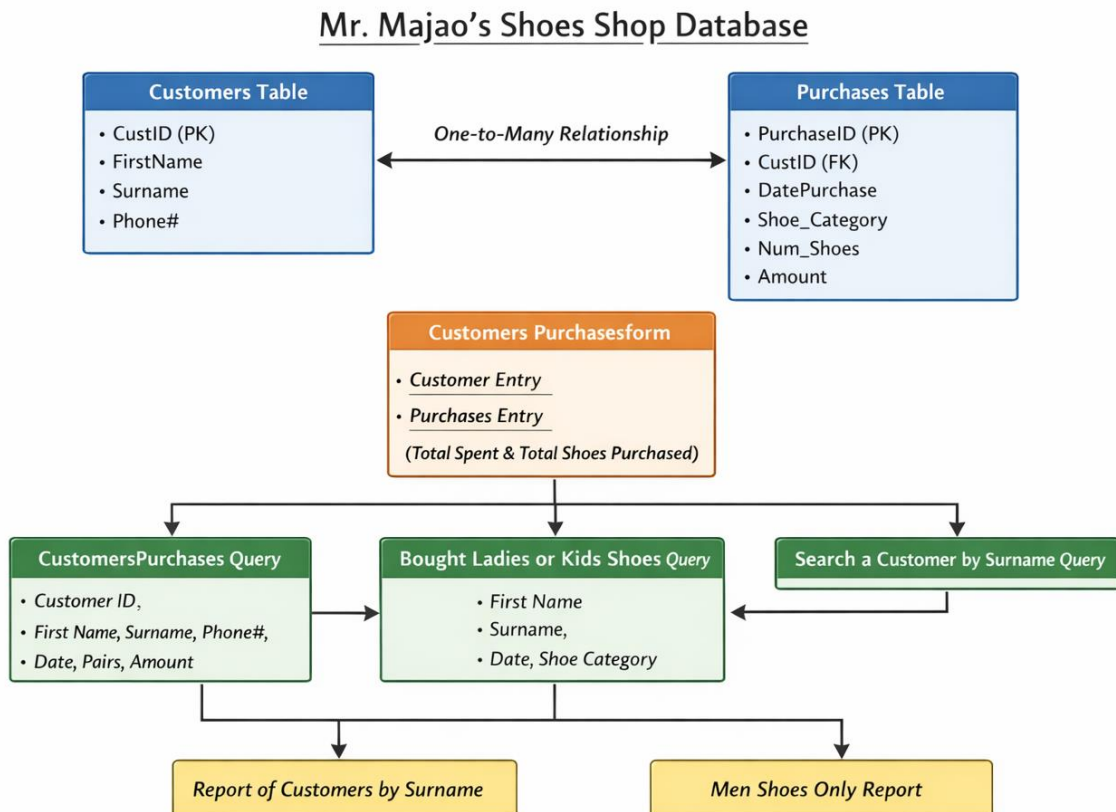 Mr. Majao's Shoes Shop Database
Customers Table
• CustID (PK)
• FirstName
• Surname
• Phone#
One-to-Many Relationship
Purchases Table
• PurchaseID (PK)
• CustID (FK)
• DatePurchase
• Shoe_Category
• Num_Shoes
• Amount
Customers Purchasesform
• Customer Entry
• Purchases Entry
(Total Spent & Total Shoes Purchased)
CustomersPurchases Query
• Customer ID,
• First Name, Surname, Phone#,
• Date, Pairs, Amount
Bought Ladies or Kids Shoes Query
• First Name
• Surname,
• Date, Shoe Category
Search a Customer by Surname Query
Report of Customers by Surname
Men Shoes Only Report